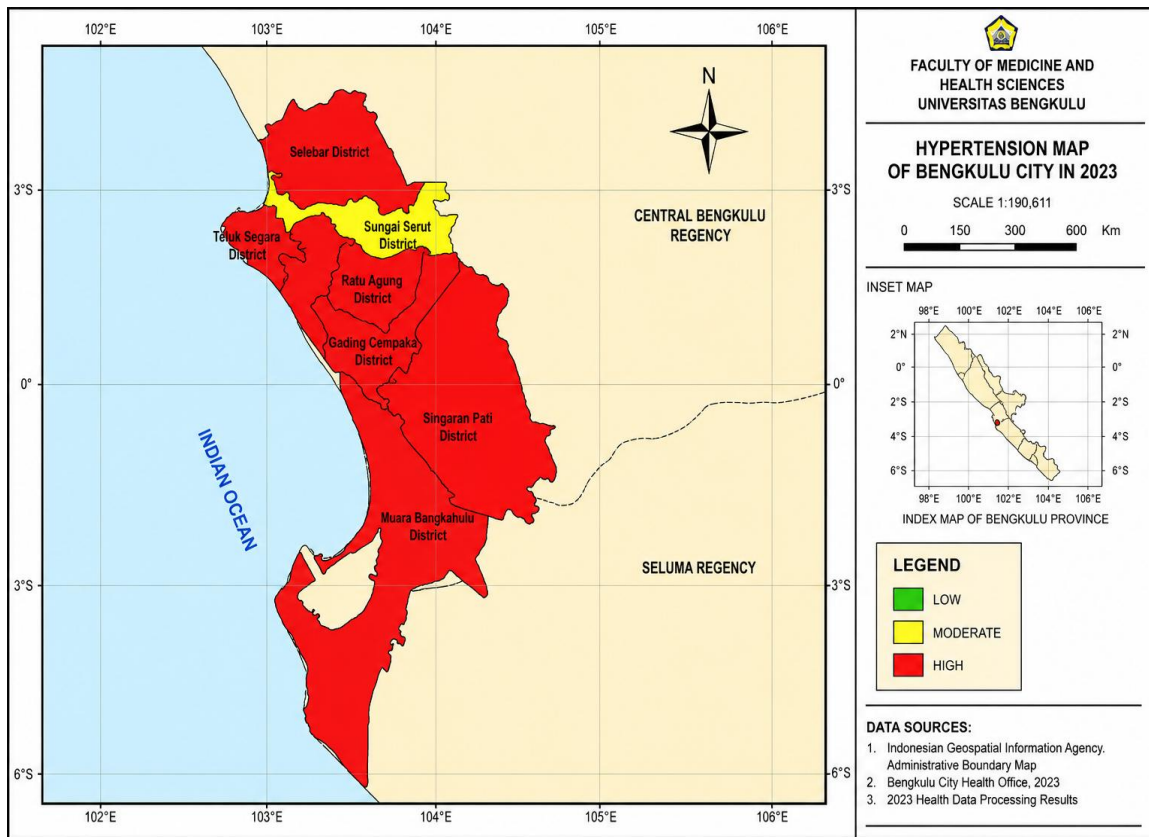 102°E 103°E 104°E 105°E 106°E
N
Selebar District
3°S 3°S
Sungai Serut
District
CENTRAL BENGKULU
REGENCY
Teluk Segara
District
Ratu Agung
District
Gading Cempaka
District
0° 0°
Singaran Pati
District
INDIAN OCEAN
Muara Bangkahulu
District
SELUMA REGENCY
3°S 3°S
6°S 6°S
102°E 103°E 104°E 105°E 106°E
FACULTY OF MEDICINE AND
HEALTH SCIENCES
UNIVERSITAS BENGKULU
HYPERTENSION MAP
OF BENGKULU CITY IN 2023
SCALE 1:190,611
0 150 300 600 Km
INSET MAP
98°E 100°E 102°E 104°E 106°E
2°N 2°N
0° 0°
2°S 2°S
4°S 4°S
6°S 6°S
98°E 100°E 102°E 104°E 106°E
INDEX MAP OF BENGKULU PROVINCE
LEGEND
LOW
MODERATE
HIGH
DATA SOURCES:
1. Indonesian Geospatial Information Agency.
Administrative Boundary Map
2. Bengkulu City Health Office, 2023
3. 2023 Health Data Processing Results